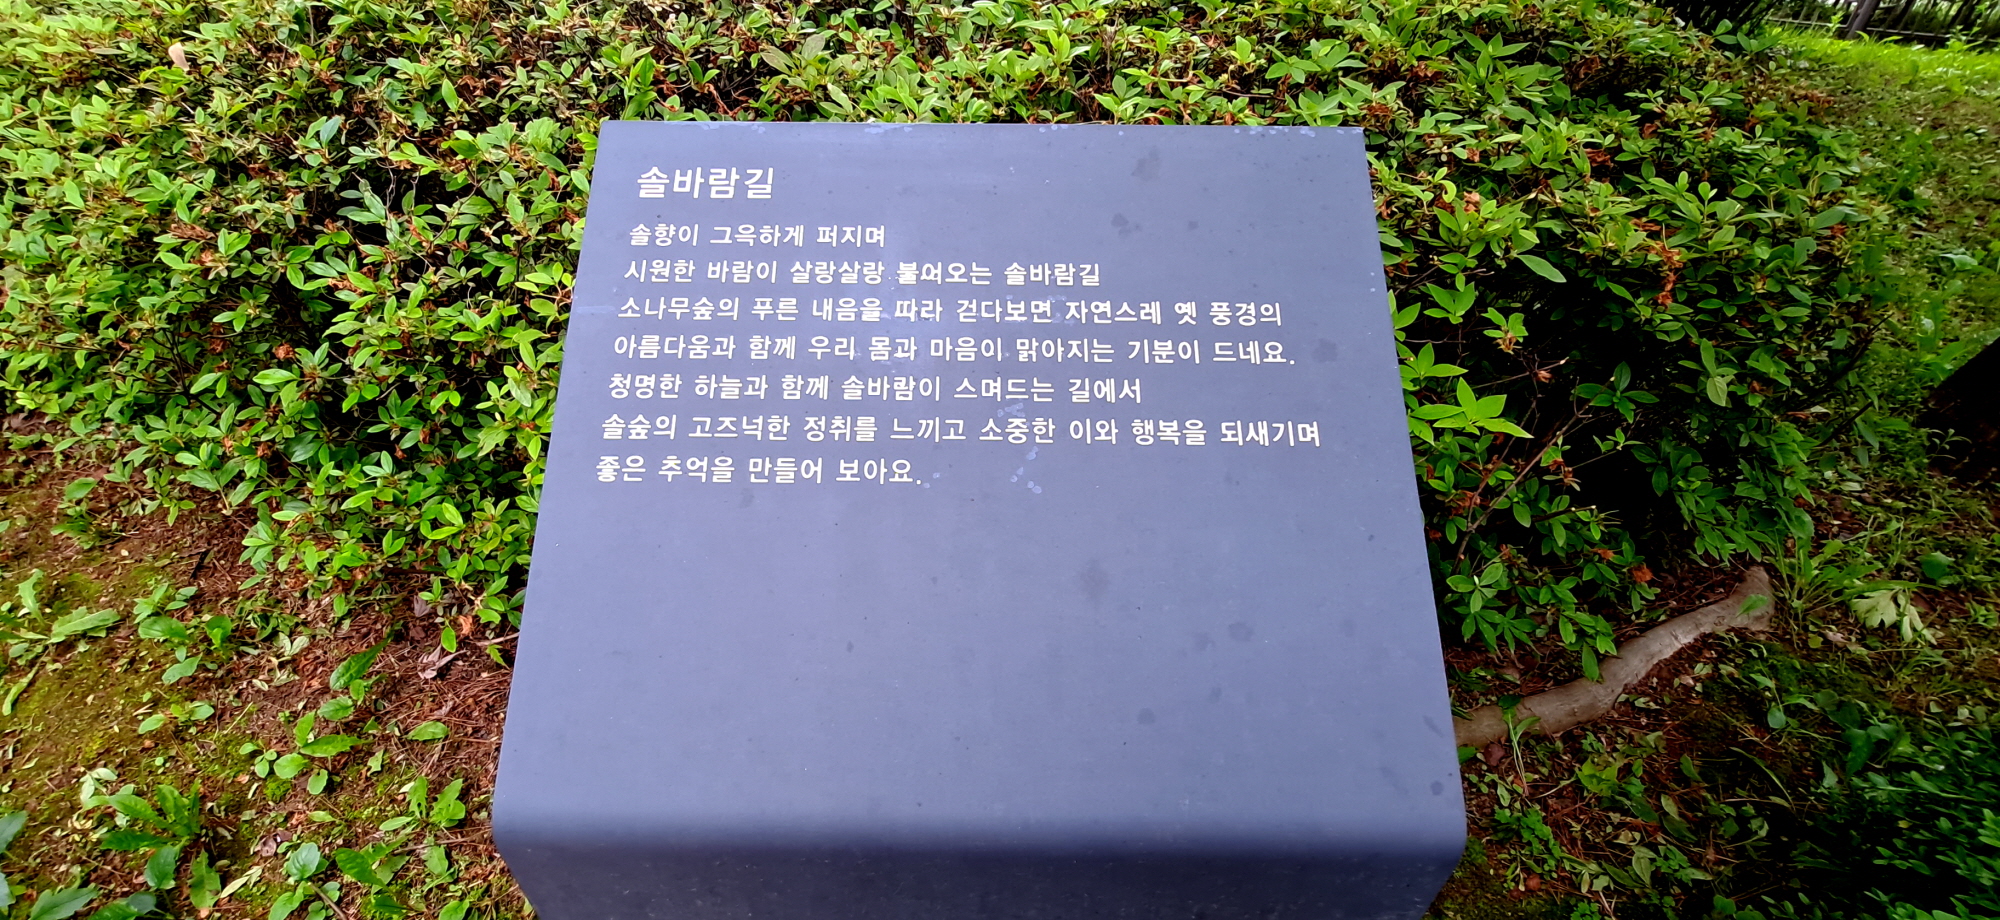 솔바람길
솔향이 그윽하게 퍼지며
시원한 바람이 살랑살랑 불어오는 솔바람길
소나무숲의 푸른 내음을 따라 걷다보면 자연스레 옛 풍경의
아름다움과 함께 우리 몸과 마음이 맑아지는 기분이 드네요.
청명한 하늘과 함께 솔바람이 스며드는 길에서
솔숲의 고즈넉한 정취를 느끼고 소중한 이와 행복을 되새기며
좋은 추억을 만들어 보아요.